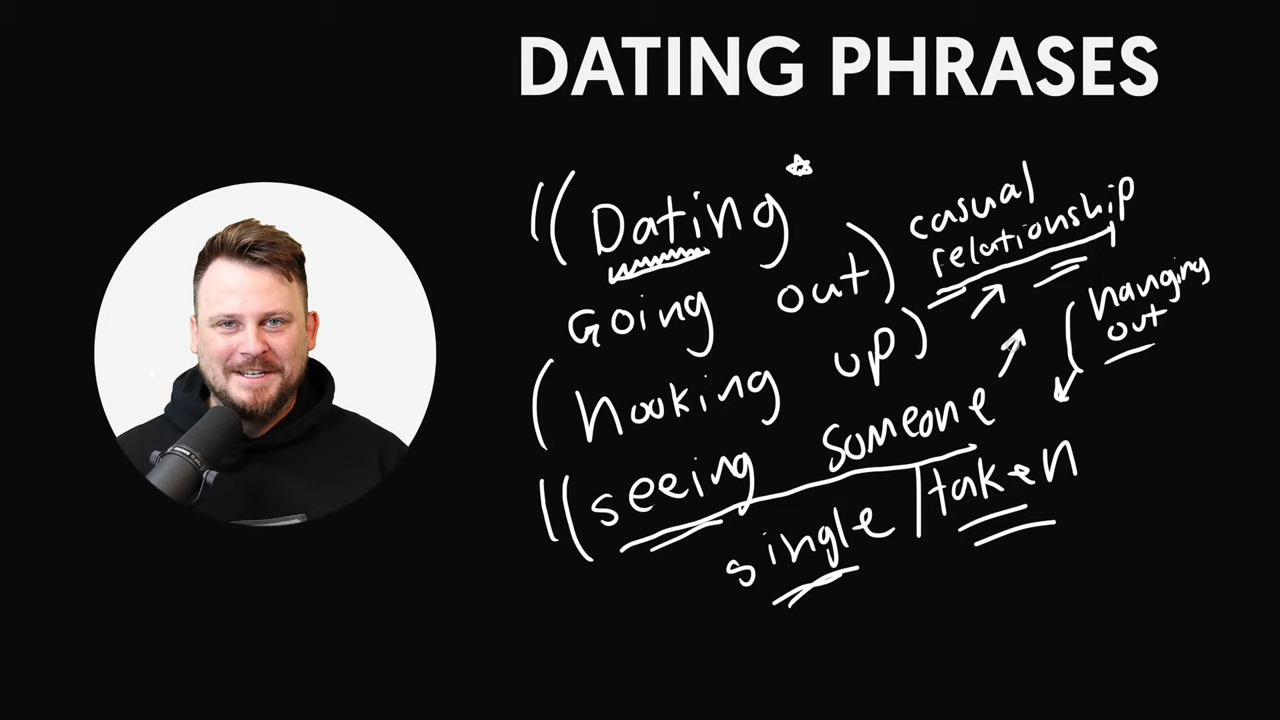 DATING PHRASES
Dating
casual
relationship
Going out
hanging
out
hooking up
seeing someone
single / taken